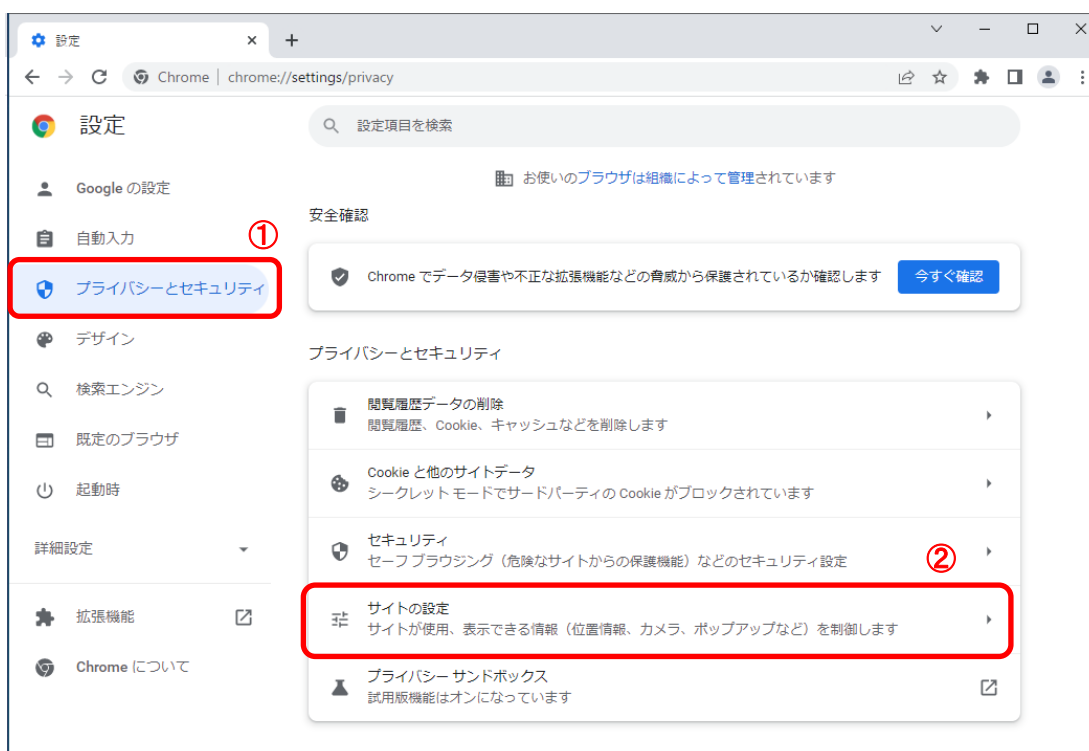 設定
Chrome | chrome://settings/privacy
設定
設定項目を検索
Google の設定
自動入力
①
プライバシーとセキュリティ
デザイン
検索エンジン
既定のブラウザ
起動時
詳細設定
拡張機能
Chrome について
お使いのブラウザは組織によって管理されています
安全確認
Chrome でデータ侵害や不正な拡張機能などの脅威から保護されているか確認します
今すぐ確認
プライバシーとセキュリティ
閲覧履歴データの削除
閲覧履歴、Cookie、キャッシュなどを削除します
Cookie と他のサイトデータ
シークレット モードでサードパーティの Cookie がブロックされています
セキュリティ
セーフ ブラウジング（危険なサイトからの保護機能）などのセキュリティ設定
②
サイトの設定
サイトが使用、表示できる情報（位置情報、カメラ、ポップアップなど）を制御します
プライバシー サンドボックス
試用版機能はオンになっています